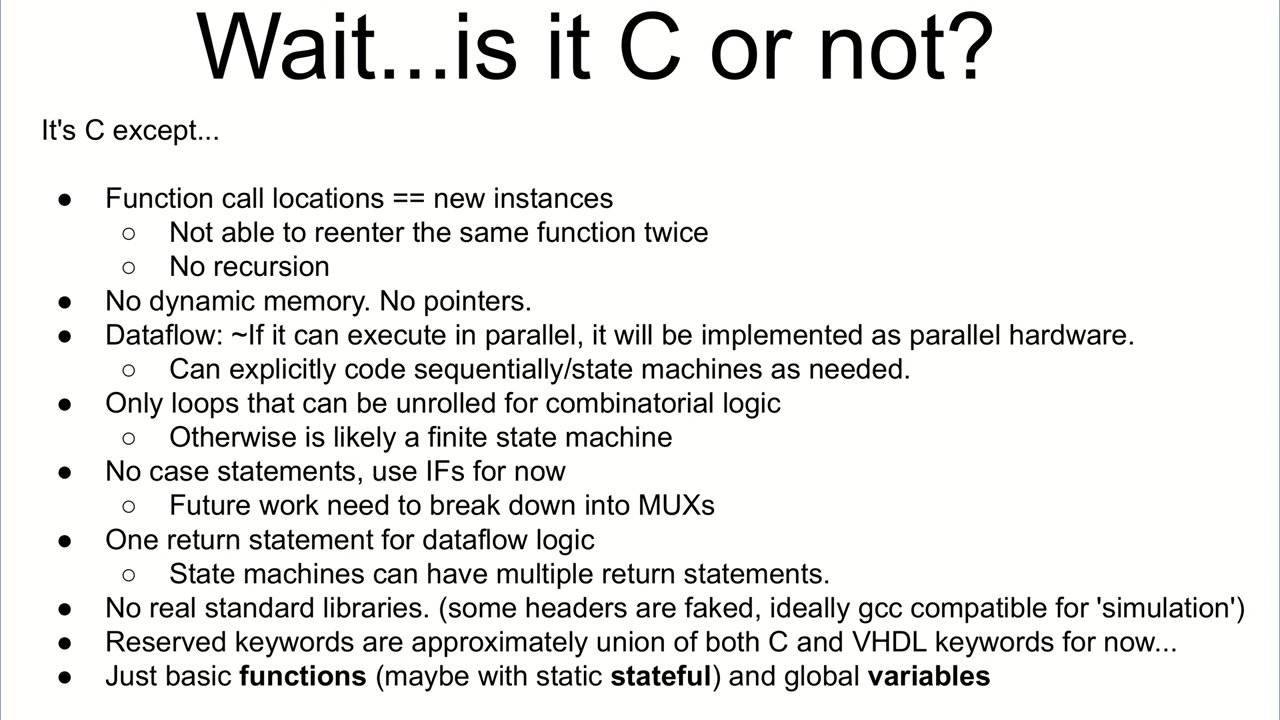 Wait...is it C or not?
It's C except...
● Function call locations == new instances
○ Not able to reenter the same function twice
○ No recursion
● No dynamic memory. No pointers.
● Dataflow: ~If it can execute in parallel, it will be implemented as parallel hardware.
○ Can explicitly code sequentially/state machines as needed.
● Only loops that can be unrolled for combinatorial logic
○ Otherwise is likely a finite state machine
● No case statements, use IFs for now
○ Future work need to break down into MUXs
● One return statement for dataflow logic
○ State machines can have multiple return statements.
● No real standard libraries. (some headers are faked, ideally gcc compatible for 'simulation')
● Reserved keywords are approximately union of both C and VHDL keywords for now...
● Just basic functions (maybe with static stateful) and global variables